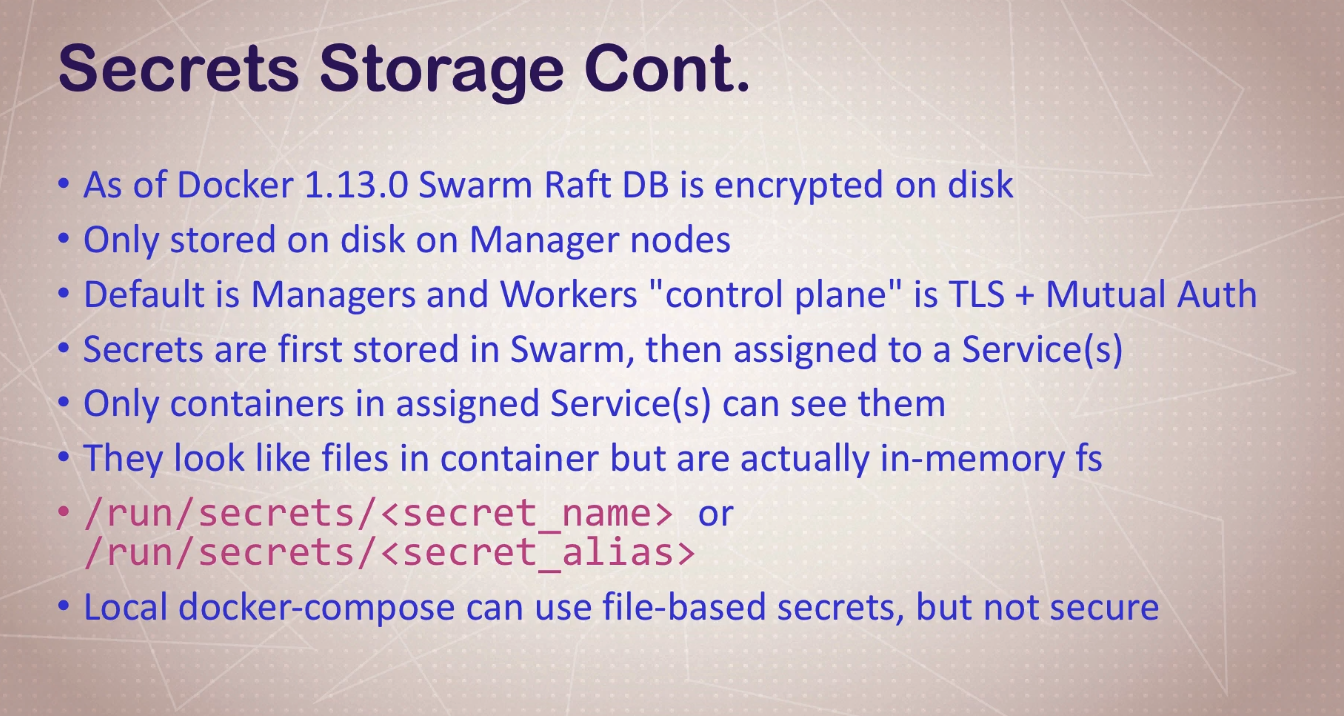 Secrets Storage Cont.
• As of Docker 1.13.0 Swarm Raft DB is encrypted on disk
• Only stored on disk on Manager nodes
• Default is Managers and Workers "control plane" is TLS + Mutual Auth
• Secrets are first stored in Swarm, then assigned to a Service(s)
• Only containers in assigned Service(s) can see them
• They look like files in container but are actually in-memory fs
• /run/secrets/<secret_name> or
/run/secrets/<secret_alias>
• Local docker-compose can use file-based secrets, but not secure